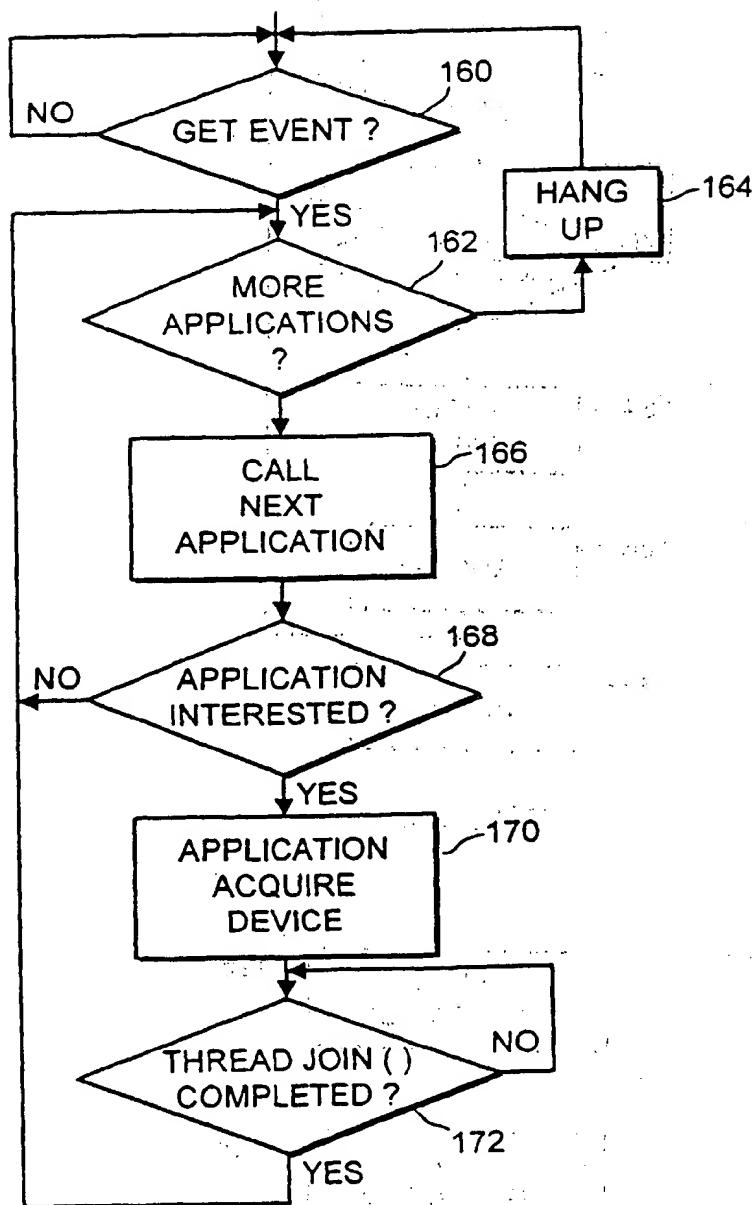 160
NO
GET EVENT ?
HANG
UP
164
YES
162
MORE
APPLICATIONS
?
166
CALL
NEXT
APPLICATION
168
NO
APPLICATION
INTERESTED ?
YES
170
APPLICATION
ACQUIRE
DEVICE
NO
THREAD JOIN ( )
COMPLETED ?
172
YES